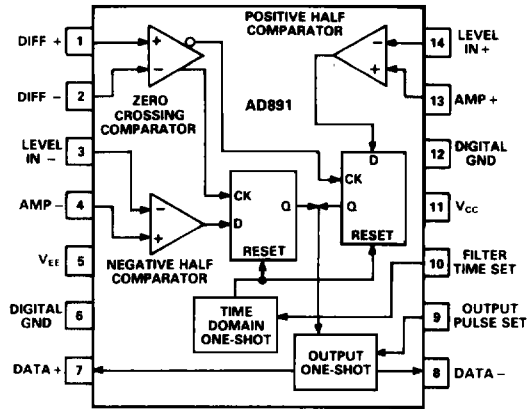 POSITIVE HALF
COMPARATOR
DIFF + 1
DIFF - 2
LEVEL
IN - 3
AMP - 4
VEE 5
DIGITAL
GND 6
DATA + 7
14 LEVEL
IN +
13 AMP +
12 DIGITAL
GND
11 VCC
10 FILTER
TIME SET
9 OUTPUT
PULSE SET
8 DATA -
+
-
ZERO
CROSSING
COMPARATOR
-
+
AD891
-
+
NEGATIVE HALF
COMPARATOR
CK
D
Q
RESET
D
CK
Q
RESET
TIME
DOMAIN
ONE-SHOT
OUTPUT
ONE-SHOT